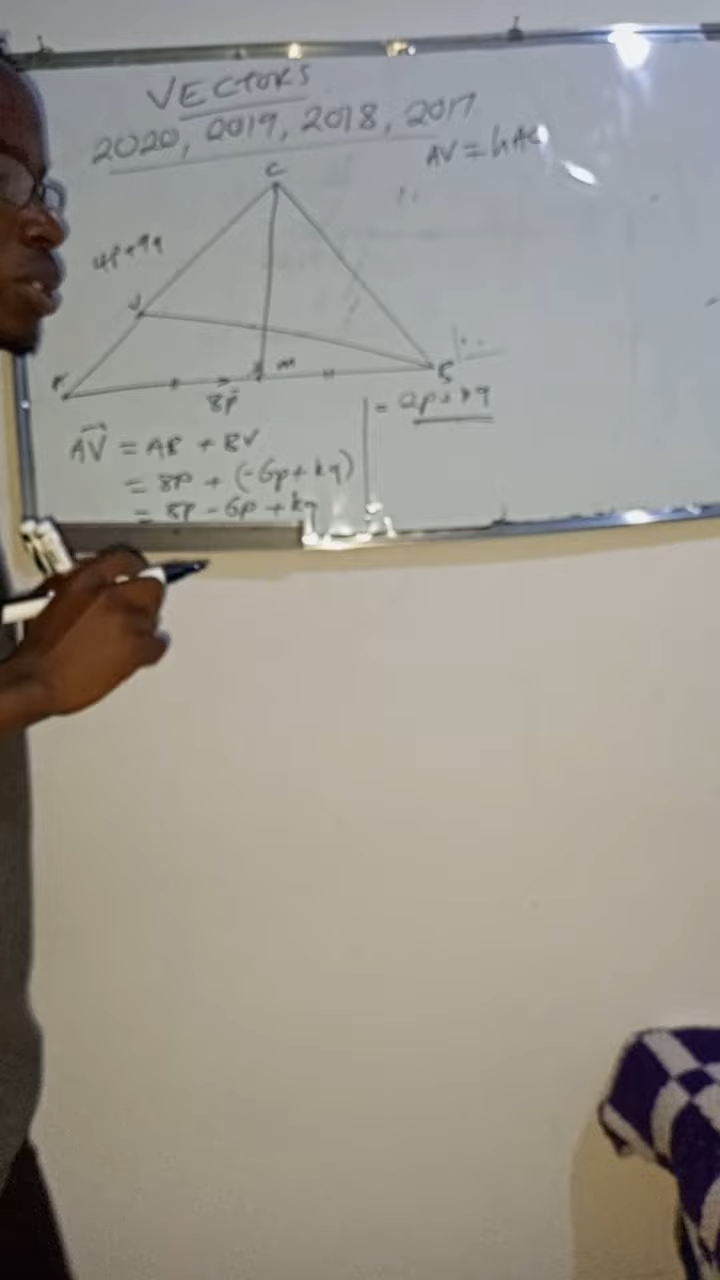 VECTORS
2020, 2019, 2018, 2017
AV = hAC
C
4p+9q
V
M
B
8p
AV = AB + BV
= 8p + (-6p+kq)
= 8p - 6p + kq
= 2p+kq